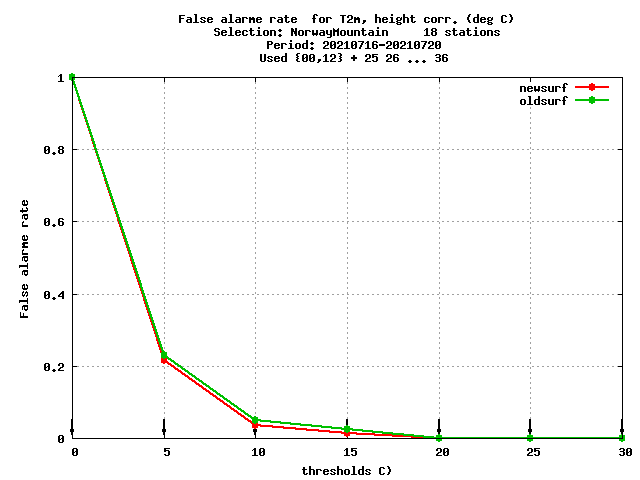 False alarme rate  for T2m, height corr. (deg C)
Selection: NorwayMountain     18 stations
Period: 20210716-20210720
Used {00,12} + 25 26 ... 36
newsurf
oldsurf
1
0.8
0.6
0.4
0.2
0
False alarme rate
0 5 10 15 20 25 30
thresholds C)